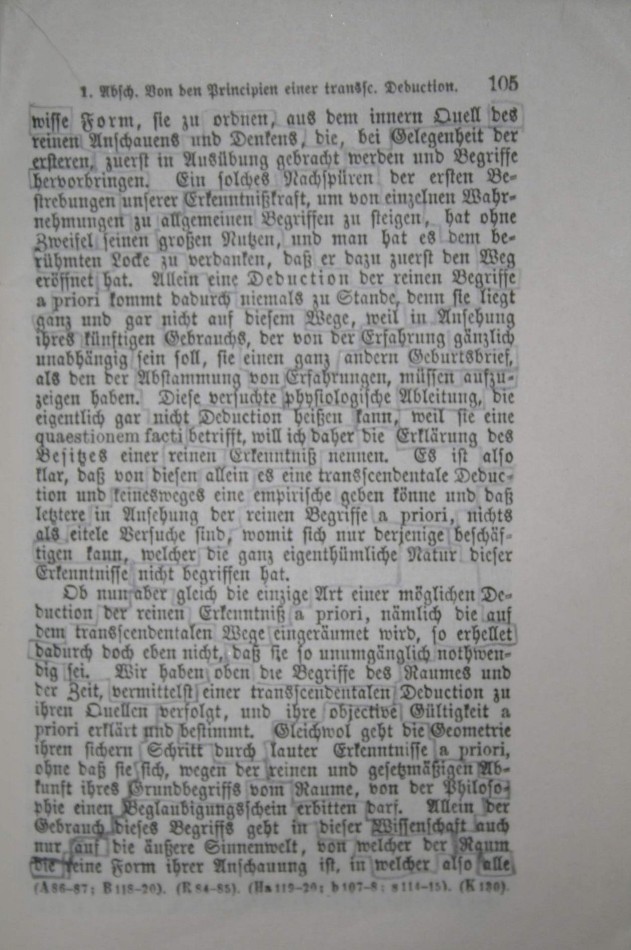 1. Absch. Von den Principien einer transsc. Deduction. 105
wisse Form, sie zu ordnen, aus dem innern Quell des
reinen Anschauens und Denkens, die, bei Gelegenheit der
ersteren, zuerst in Ausübung gebracht werden und Begriffe
hervorbringen. Ein solches Nachspüren der ersten Be-
strebungen unserer Erkenntnißkraft, um von einzelnen Wahr-
nehmungen zu allgemeinen Begriffen zu steigen, hat ohne
Zweifel seinen großen Nutzen, und man hat es dem be-
rühmten Locke zu verdanken, daß er dazu zuerst den Weg
eröffnet hat. Allein eine Deduction der reinen Begriffe
a priori kommt dadurch niemals zu Stande, denn sie liegt
ganz und gar nicht auf diesem Wege, weil in Ansehung
ihres künftigen Gebrauchs, der von der Erfahrung gänzlich
unabhängig sein soll, sie einen ganz andern Geburtsbrief,
als den der Abstammung von Erfahrungen, müssen aufzu-
zeigen haben. Diese versuchte physiologische Ableitung, die
eigentlich gar nicht Deduction heißen kann, weil sie eine
quaestionem facti betrifft, will ich daher die Erklärung des
Besitzes einer reinen Erkenntniß nennen. Es ist also
klar, daß von diesen allein es eine transscendentale Deduc-
tion und keinesweges eine empirische geben könne und daß
letztere in Ansehung der reinen Begriffe a priori, nichts
als eitele Versuche sind, womit sich nur derjenige beschäf-
tigen kann, welcher die ganz eigenthümliche Natur dieser
Erkenntnisse nicht begriffen hat.
Ob nun aber gleich die einzige Art einer möglichen De-
duction der reinen Erkenntniß a priori, nämlich die auf
dem transscendentalen Wege eingeräumet wird, so erhellet
dadurch doch eben nicht, daß sie so unumgänglich nothwen-
dig sei. Wir haben oben die Begriffe des Raumes und
der Zeit, vermittelst einer transscendentalen Deduction zu
ihren Quellen verfolgt, und ihre objective Gültigkeit a
priori erklärt und bestimmt. Gleichwol geht die Geometrie
ihren sichern Schritt durch lauter Erkenntnisse a priori,
ohne daß sie sich, wegen der reinen und gesetzmäßigen Ab-
kunft ihres Grundbegriffs vom Raume, von der Philoso-
phie einen Beglaubigungsschein erbitten darf. Allein der
Gebrauch dieses Begriffs geht in dieser Wissenschaft auch
nur auf die äußere Sinnenwelt, von welcher der Raum
die reine Form ihrer Anschauung ist, in welcher also alle
(A 86-87; B 118-20). (R 84-85). (Ha 119-20; b 107-8; s 114-15). (K 130).